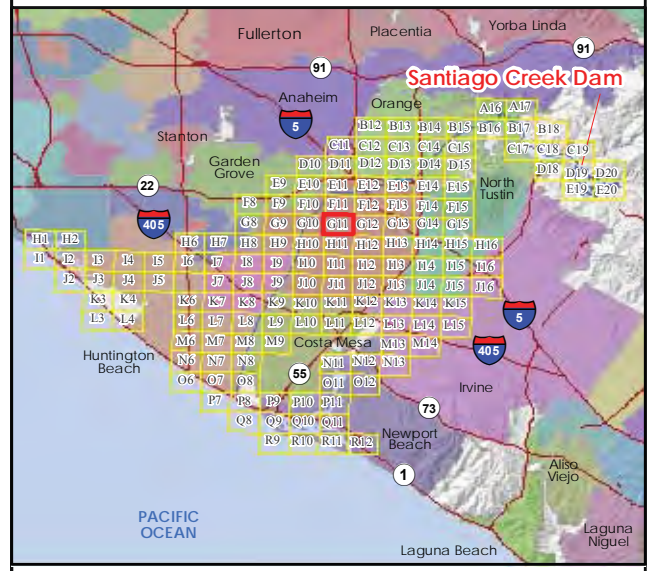 Fullerton
Placentia
Yorba Linda
91
91
Santiago Creek Dam
Anaheim
Orange
A16 A17
5
B12 B13 B14 B15 B16 B17 B18
Stanton
C11 C12 C13 C14 C15 C17 C18 C19
Garden
Grove
D10 D11 D12 D13 D14 D15 D18 D19 D20
22
E9 E10 E11 E12 E13 E14 E15 E19 E20
North
Tustin
F8 F9 F10 F11 F12 F13 F14 F15
405
G8 G9 G10 G11 G12 G13 G14 G15
H1 H2 H6 H7 H8 H9 H10 H11 H12 H13 H14 H15 H16
I1 I2 I3 I4 I5 I6 I7 I8 I9 I10 I11 I12 I13 I14 I15 I16
J2 J3 J4 J5 J7 J8 J9 J10 J11 J12 J13 J14 J15 J16
K3 K4 K6 K7 K8 K9 K10 K11 K12 K13 K14 K15
5
L3 L4 L6 L7 L8 L9 L10 L11 L12 L13 L14 L15
M6 M7 M8 M9 Costa Mesa M13 M14
405
Huntington
Beach
N6 N7 N8 N11 N12 N13
55
O6 O7 O8 O11 O12
Irvine
P7 P8 P9 P10 P11
73
Q8 Q9 Q10 Q11
Newport
Beach
R9 R10 R11 R12
1
Aliso
Viejo
PACIFIC
OCEAN
Laguna
Niguel
Laguna Beach